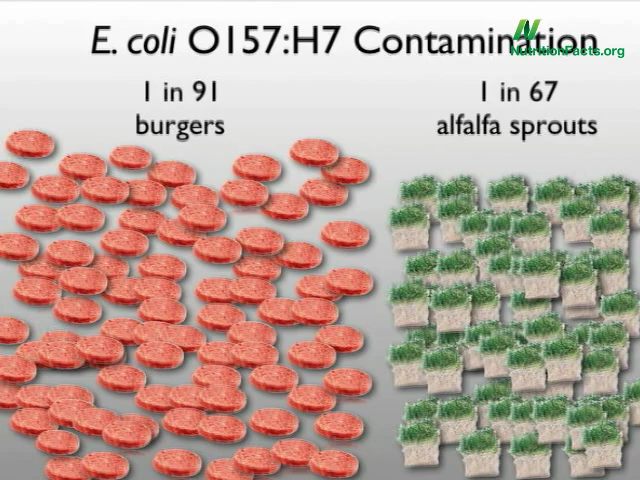 E. coli O157:H7 Contamination
NutritionFacts.org
1 in 91
burgers
1 in 67
alfalfa sprouts